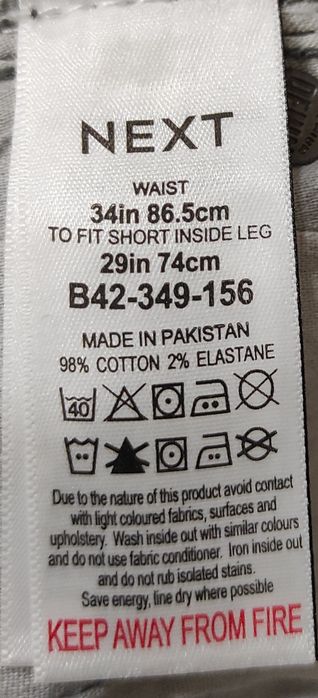 NEXT
WAIST
34in 86.5cm
TO FIT SHORT INSIDE LEG
29in 74cm
B42-349-156
MADE IN PAKISTAN
98% COTTON 2% ELASTANE
40
Due to the nature of this product avoid contact
with light coloured fabrics, surfaces and
upholstery. Wash inside out with similar colours
and do not use fabric conditioner. Iron inside out
and do not rub isolated stains.
Save energy, line dry where possible
KEEP AWAY FROM FIRE